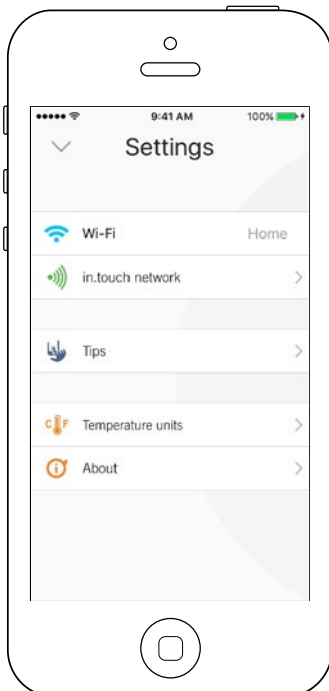 9:41 AM 100%
Settings
Wi-Fi Home
in.touch network
Tips
C F Temperature units
About